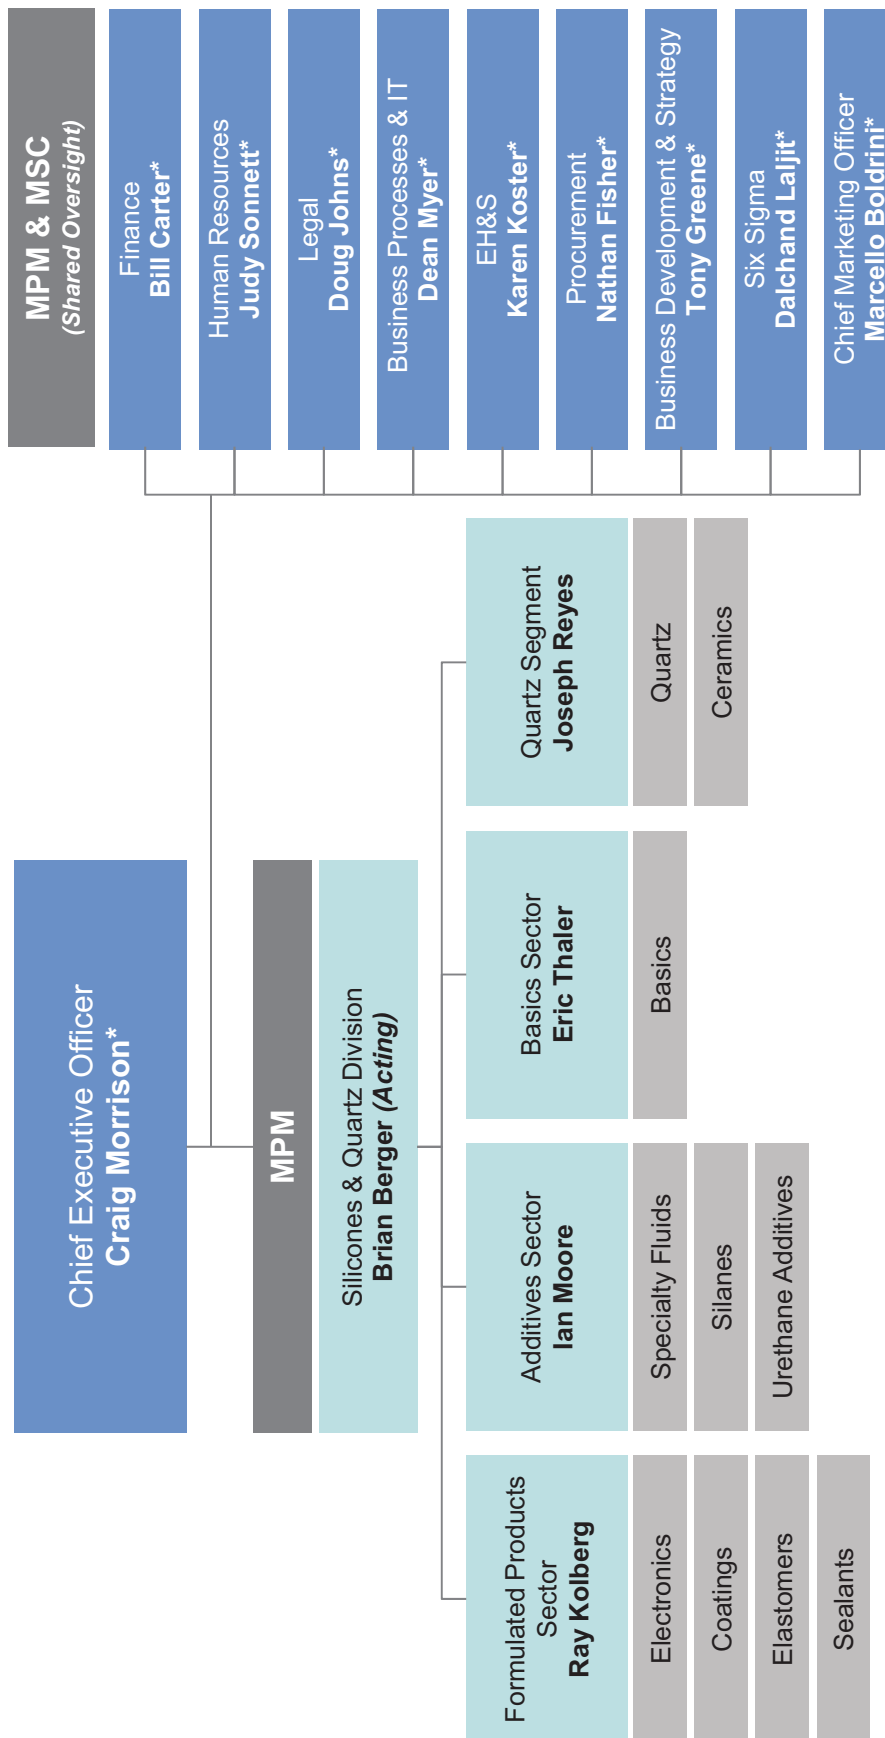 Chief Executive Officer
Craig Morrison*
MPM & MSC
(Shared Oversight)
Finance
Bill Carter*
Human Resources
Judy Sonnett*
Legal
Doug Johns*
Business Processes & IT
Dean Myer*
EH&S
Karen Koster*
Procurement
Nathan Fisher*
Business Development & Strategy
Tony Greene*
Six Sigma
Dalchand Laljit*
Chief Marketing Officer
Marcello Boldrini*
MPM
Silicones & Quartz Division
Brian Berger (Acting)
Formulated Products
Sector
Ray Kolberg
Electronics
Coatings
Elastomers
Sealants
Additives Sector
Ian Moore
Specialty Fluids
Silanes
Urethane Additives
Basics Sector
Eric Thaler
Basics
Quartz Segment
Joseph Reyes
Quartz
Ceramics